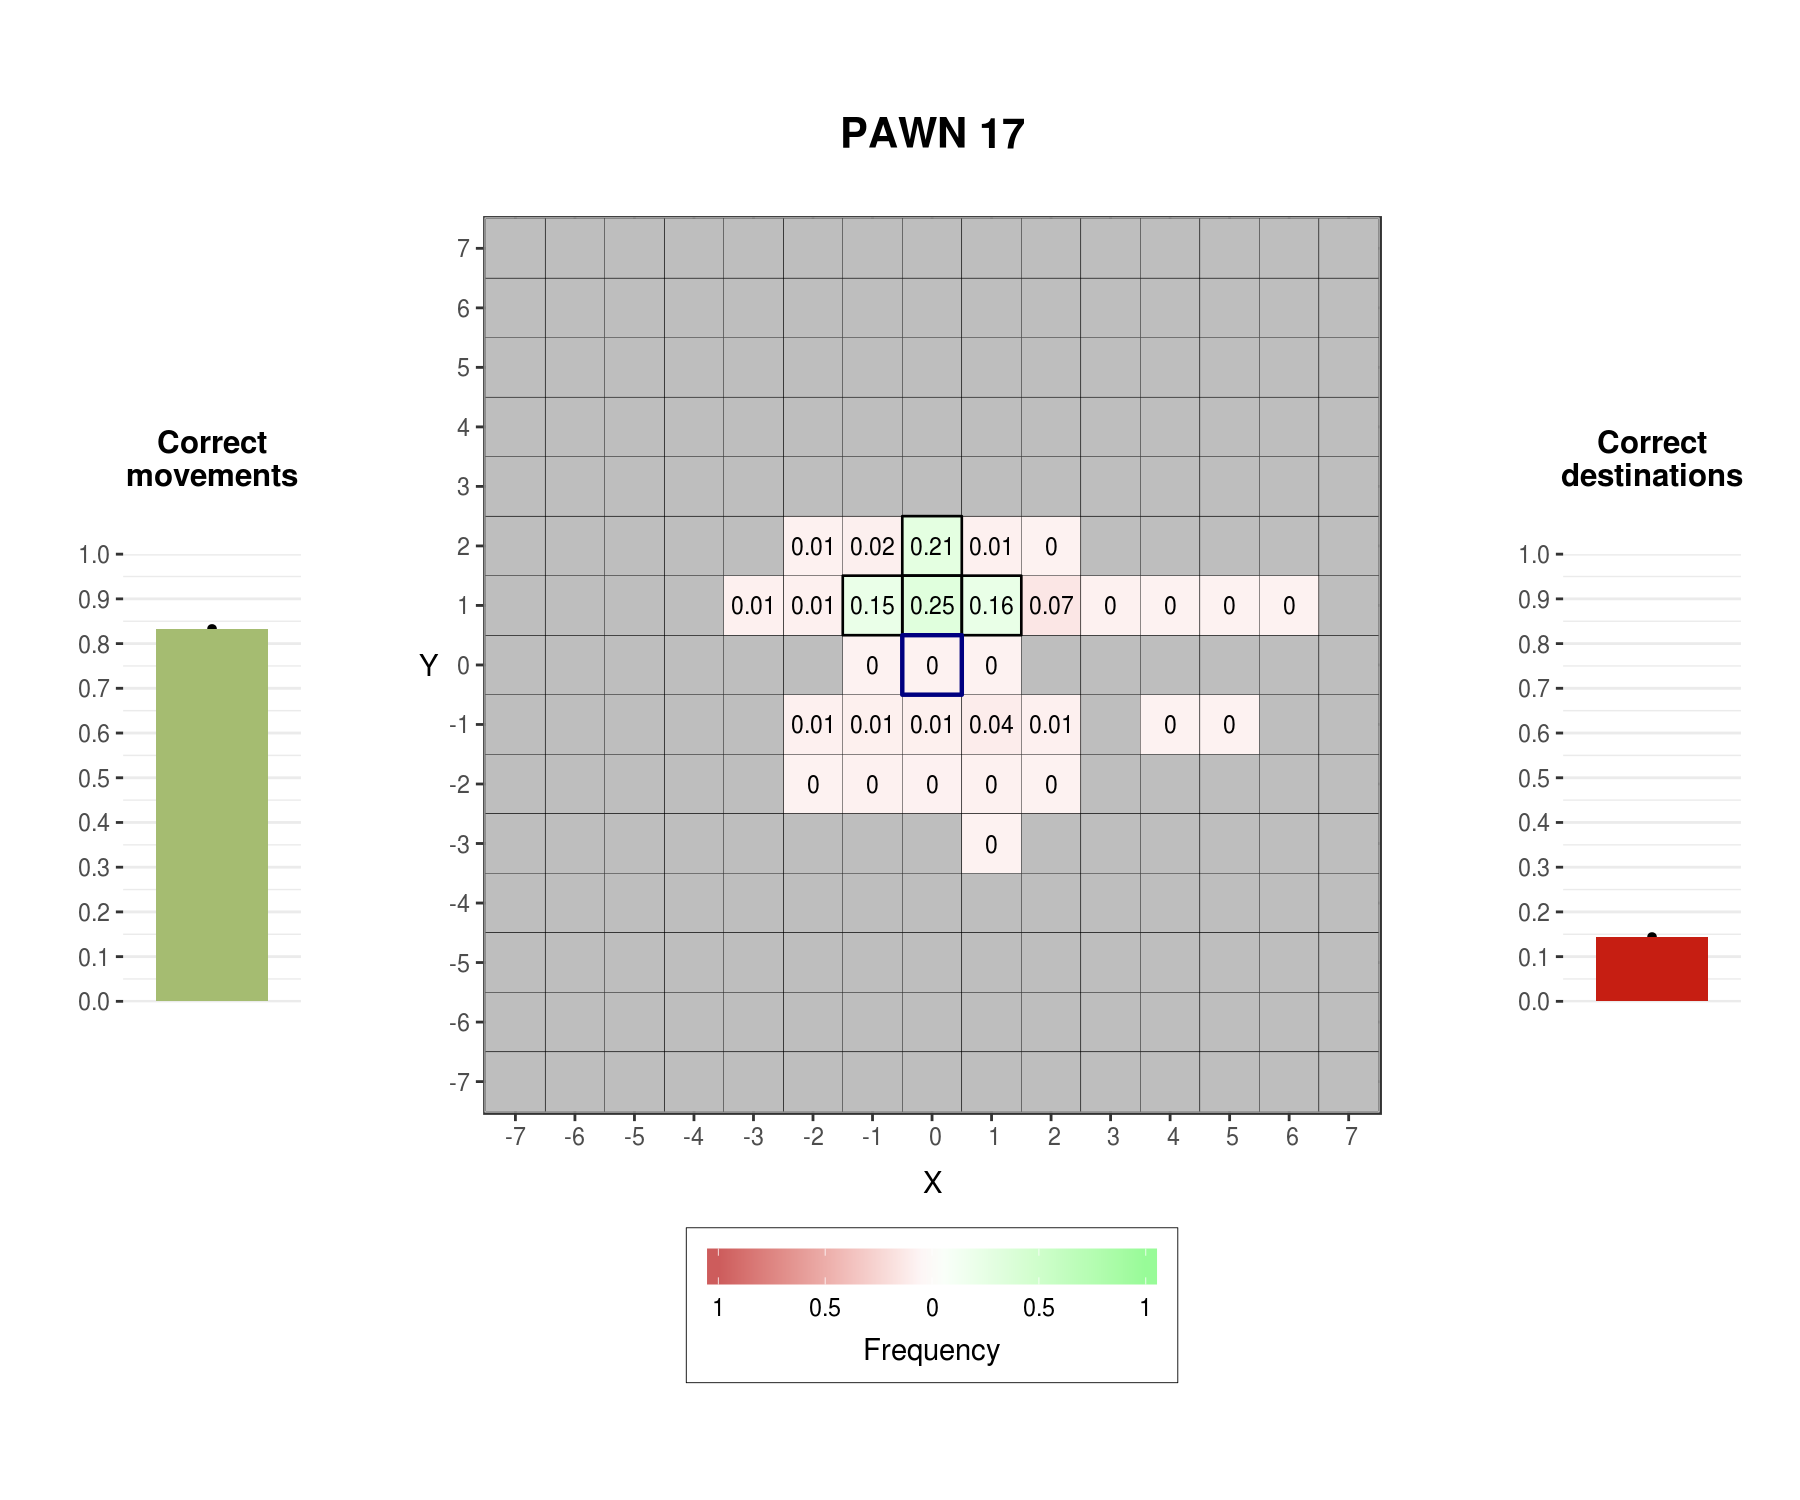 PAWN 17
Correct
movements
1.0
0.9
0.8
0.7
0.6
0.5
0.4
0.3
0.2
0.1
0.0
Y
7
6
5
4
3
2
1
0
-1
-2
-3
-4
-5
-6
-7
0.01 0.02 0.21 0.01 0
0.01 0.01 0.15 0.25 0.16 0.07 0 0 0 0
0 0 0
0.01 0.01 0.01 0.04 0.01 0 0
0 0 0 0 0
0
-7 -6 -5 -4 -3 -2 -1 0 1 2 3 4 5 6 7
X
1 0.5 0 0.5 1
Frequency
Correct
destinations
1.0
0.9
0.8
0.7
0.6
0.5
0.4
0.3
0.2
0.1
0.0